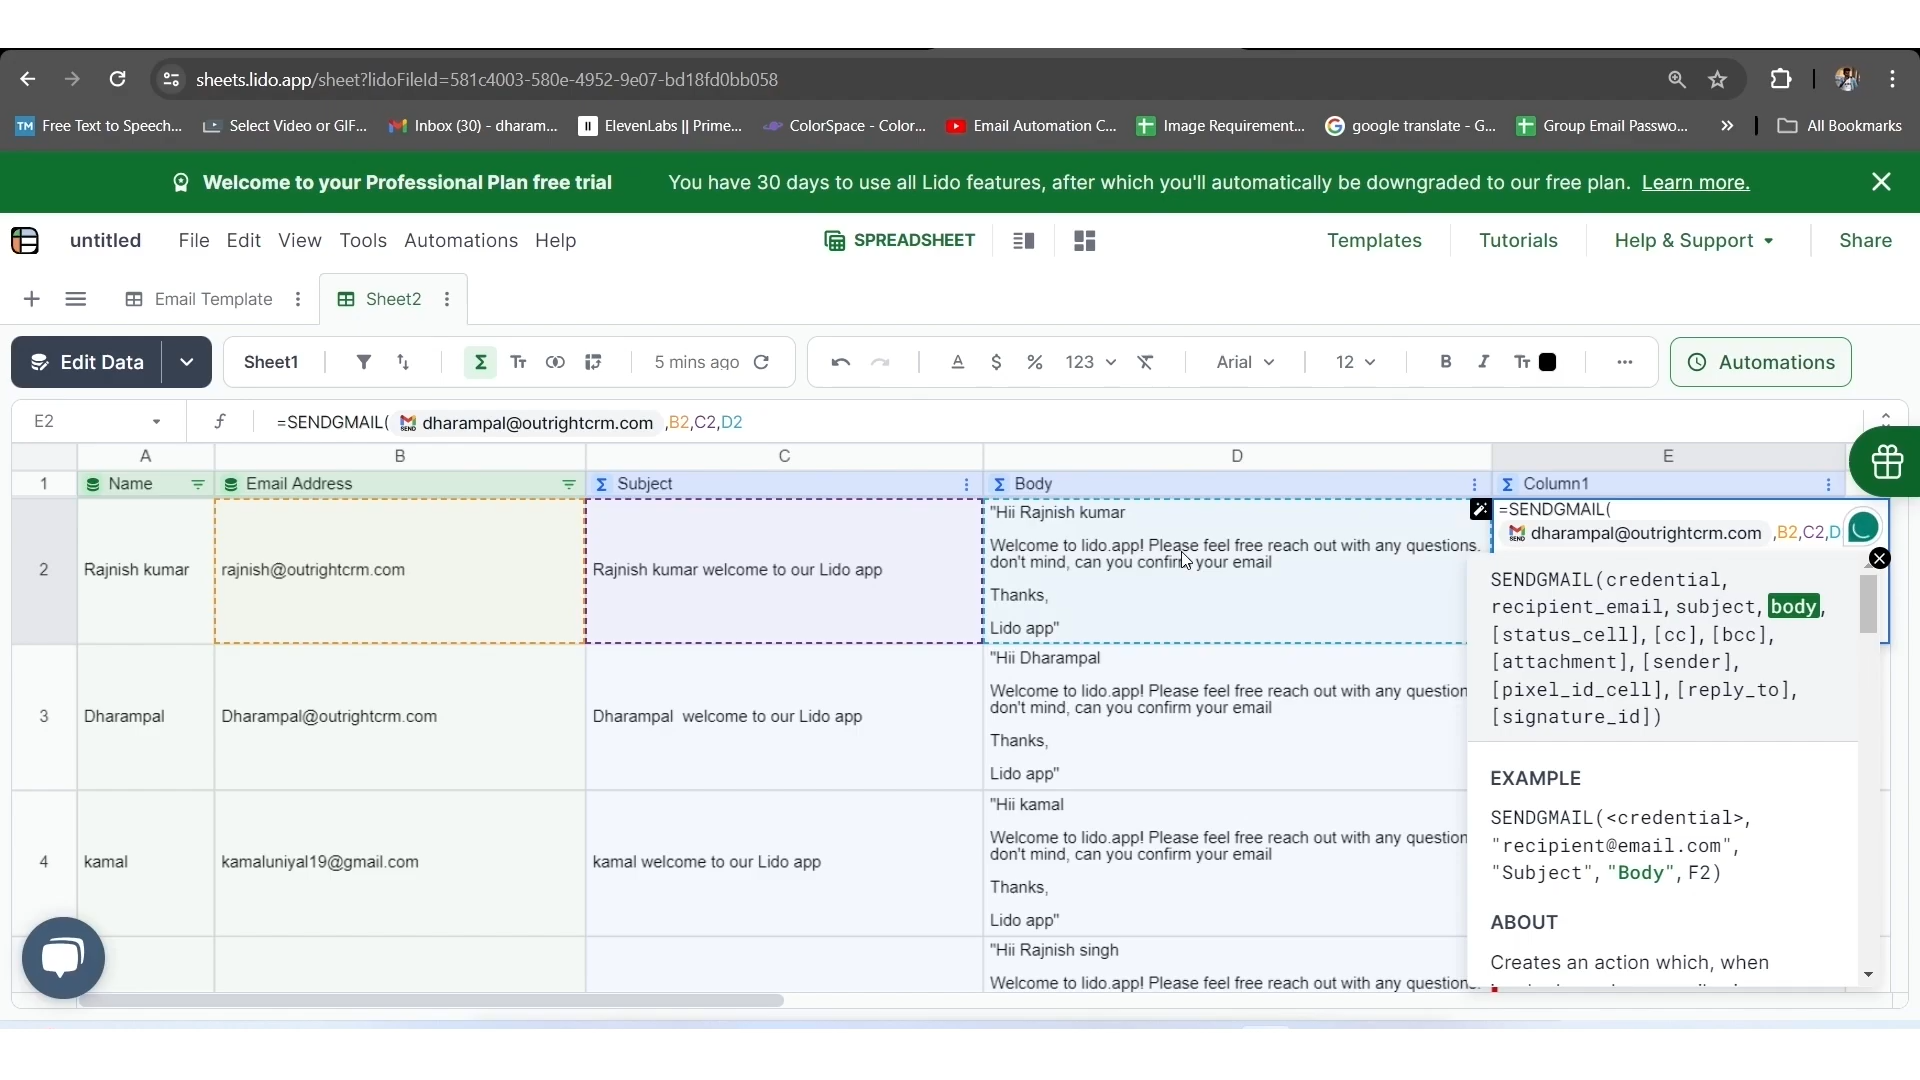 sheets.lido.app/sheet?lidoFileId=581c4003-580e-4952-9e07-bd18fd0bb058
TM Free Text to Speech... Select Video or GIF... Inbox (30) - dharam... II ElevenLabs || Prime... ColorSpace - Color... Email Automation C... Image Requirement... google translate - G... Group Email Passwo... » All Bookmarks
Welcome to your Professional Plan free trial You have 30 days to use all Lido features, after which you'll automatically be downgraded to our free plan. Learn more.
untitled File Edit View Tools Automations Help SPREADSHEET Templates Tutorials Help & Support Share
Email Template Sheet2
Edit Data Sheet1 Σ Tт 5 mins ago A $ % 123 Arial 12 B I Tт ... Automations
E2 f =SENDGMAIL( SEND dharampal@outrightcrm.com ,B2,C2,D2
A B C D E
1 Name Email Address Σ Subject Σ Body Σ Column1
2 Rajnish kumar rajnish@outrightcrm.com Rajnish kumar welcome to our Lido app
"Hii Rajnish kumar
Welcome to lido.app! Please feel free reach out with any questions.
don't mind, can you confirm your email
Thanks,
Lido app"
=SENDGMAIL(
dharampal@outrightcrm.com ,B2,C2,D
3 Dharampal Dharampal@outrightcrm.com Dharampal welcome to our Lido app
"Hii Dharampal
Welcome to lido.app! Please feel free reach out with any question
don't mind, can you confirm your email
Thanks,
Lido app"
4 kamal kamaluniyal19@gmail.com kamal welcome to our Lido app
"Hii kamal
Welcome to lido.app! Please feel free reach out with any question
don't mind, can you confirm your email
Thanks,
Lido app"
"Hii Rajnish singh
Welcome to lido.app! Please feel free reach out with any questions.
SENDGMAIL(credential,
recipient_email, subject, body,
[status_cell], [cc], [bcc],
[attachment], [sender],
[pixel_id_cell], [reply_to],
[signature_id])
EXAMPLE
SENDGMAIL(<credential>,
"recipient@email.com",
"Subject", "Body", F2)
ABOUT
Creates an action which, when